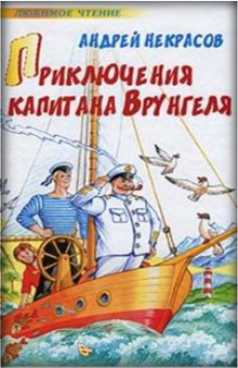 ЛЮБИМОЕ ЧТЕНИЕ
АНДРЕЙ НЕКРАСОВ
ПРИКЛЮЧЕНИЯ
КАПИТАНА ВРУНГЕЛЯ